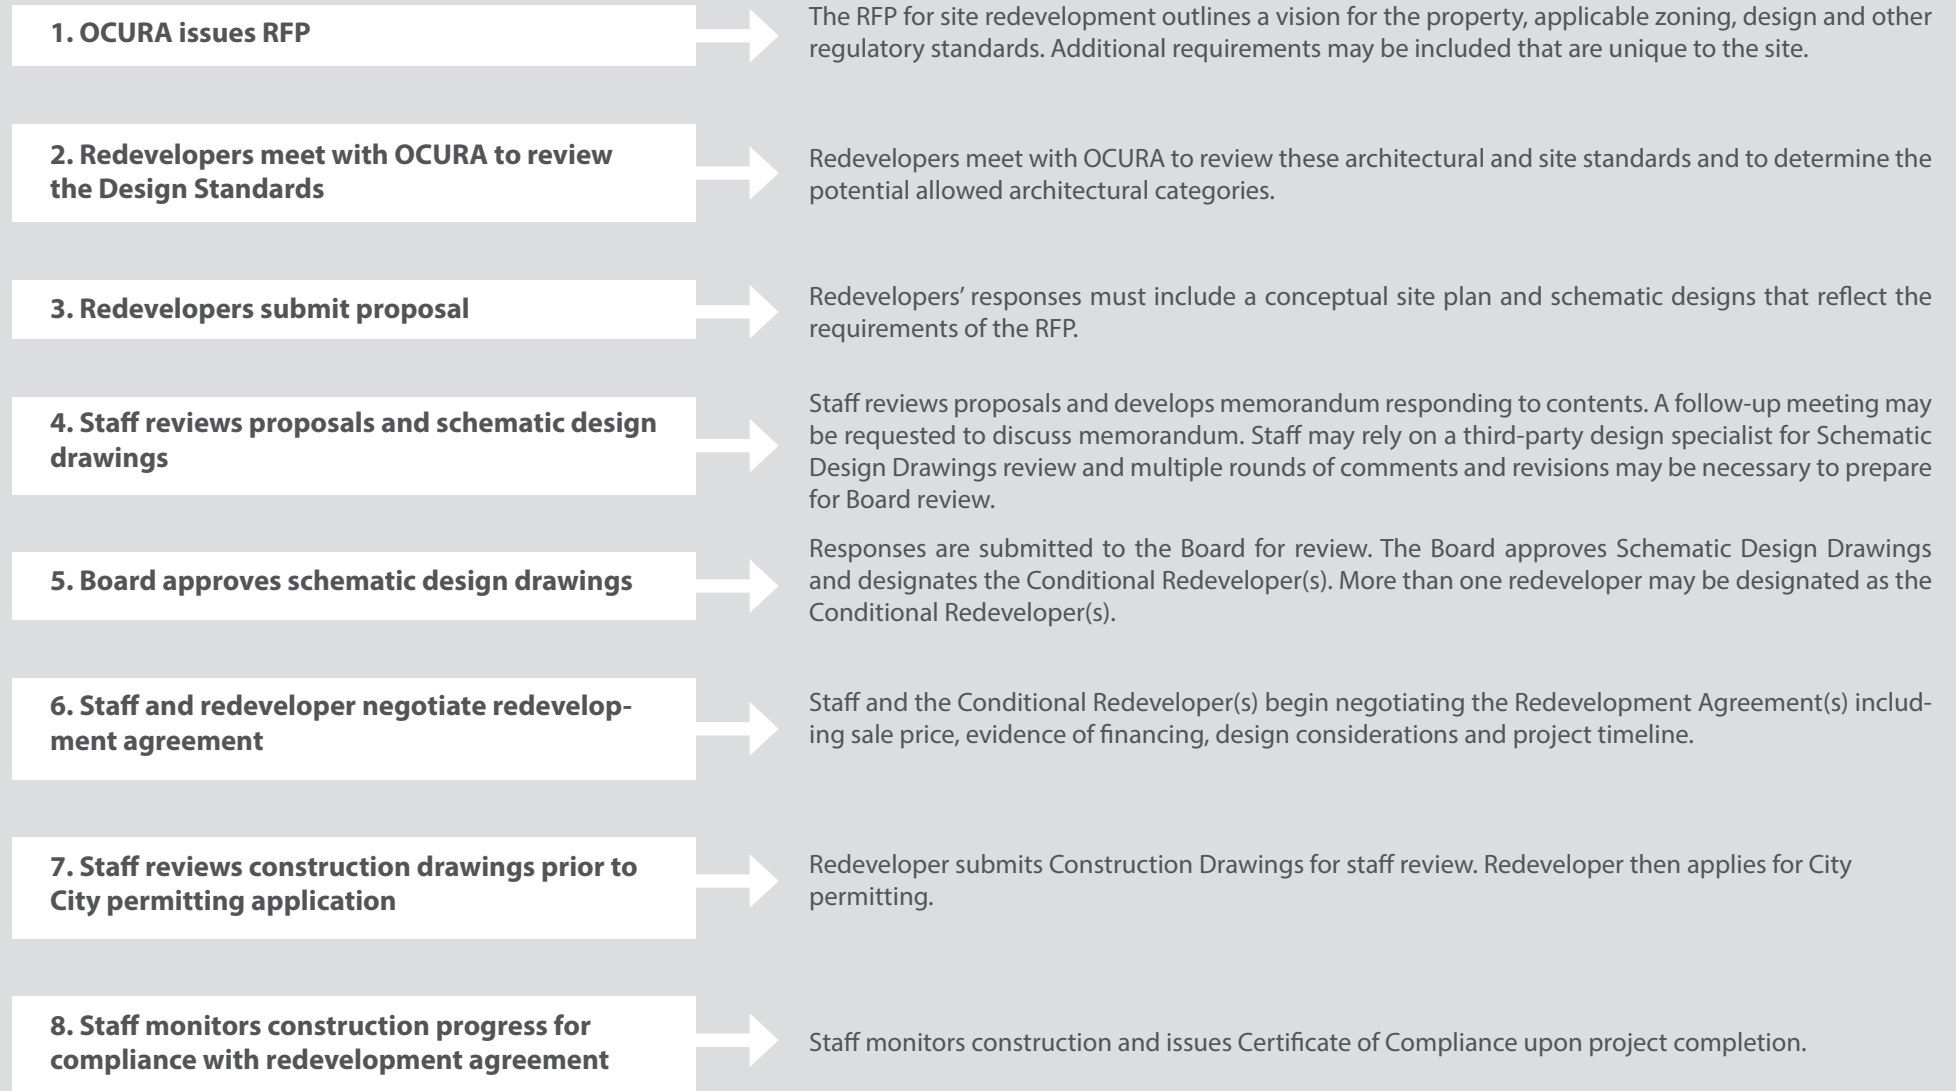 1. OCURA issues RFP
The RFP for site redevelopment outlines a vision for the property, applicable zoning, design and other
regulatory standards. Additional requirements may be included that are unique to the site.
2. Redevelopers meet with OCURA to review
the Design Standards
Redevelopers meet with OCURA to review these architectural and site standards and to determine the
potential allowed architectural categories.
3. Redevelopers submit proposal
Redevelopers’ responses must include a conceptual site plan and schematic designs that reflect the
requirements of the RFP.
4. Staff reviews proposals and schematic design
drawings
Staff reviews proposals and develops memorandum responding to contents. A follow-up meeting may
be requested to discuss memorandum. Staff may rely on a third-party design specialist for Schematic
Design Drawings review and multiple rounds of comments and revisions may be necessary to prepare
for Board review.
5. Board approves schematic design drawings
Responses are submitted to the Board for review. The Board approves Schematic Design Drawings
and designates the Conditional Redeveloper(s). More than one redeveloper may be designated as the
Conditional Redeveloper(s).
6. Staff and redeveloper negotiate redevelop-
ment agreement
Staff and the Conditional Redeveloper(s) begin negotiating the Redevelopment Agreement(s) includ-
ing sale price, evidence of financing, design considerations and project timeline.
7. Staff reviews construction drawings prior to
City permitting application
Redeveloper submits Construction Drawings for staff review. Redeveloper then applies for City
permitting.
8. Staff monitors construction progress for
compliance with redevelopment agreement
Staff monitors construction and issues Certificate of Compliance upon project completion.